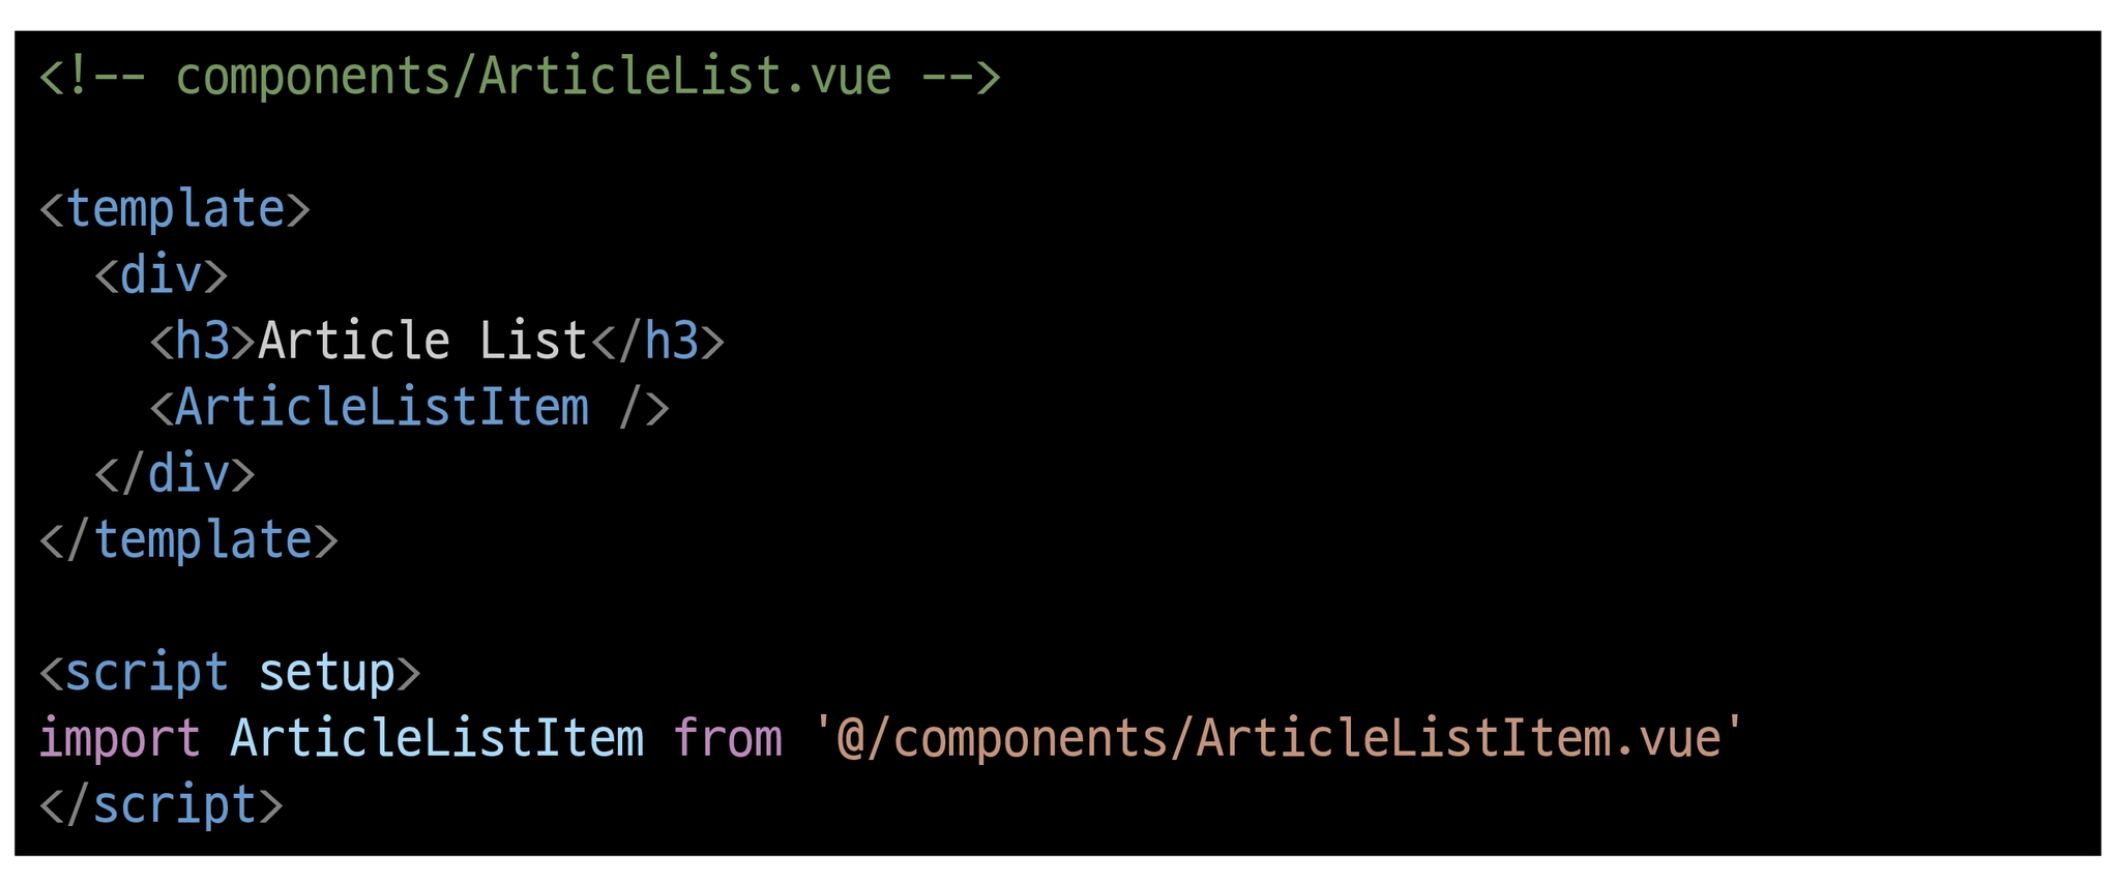 <!-- components/ArticleList.vue -->
<template>
  <div>
    <h3>Article List</h3>
    <ArticleListItem />
  </div>
</template>
<script setup>
import ArticleListItem from '@/components/ArticleListItem.vue'
</script>